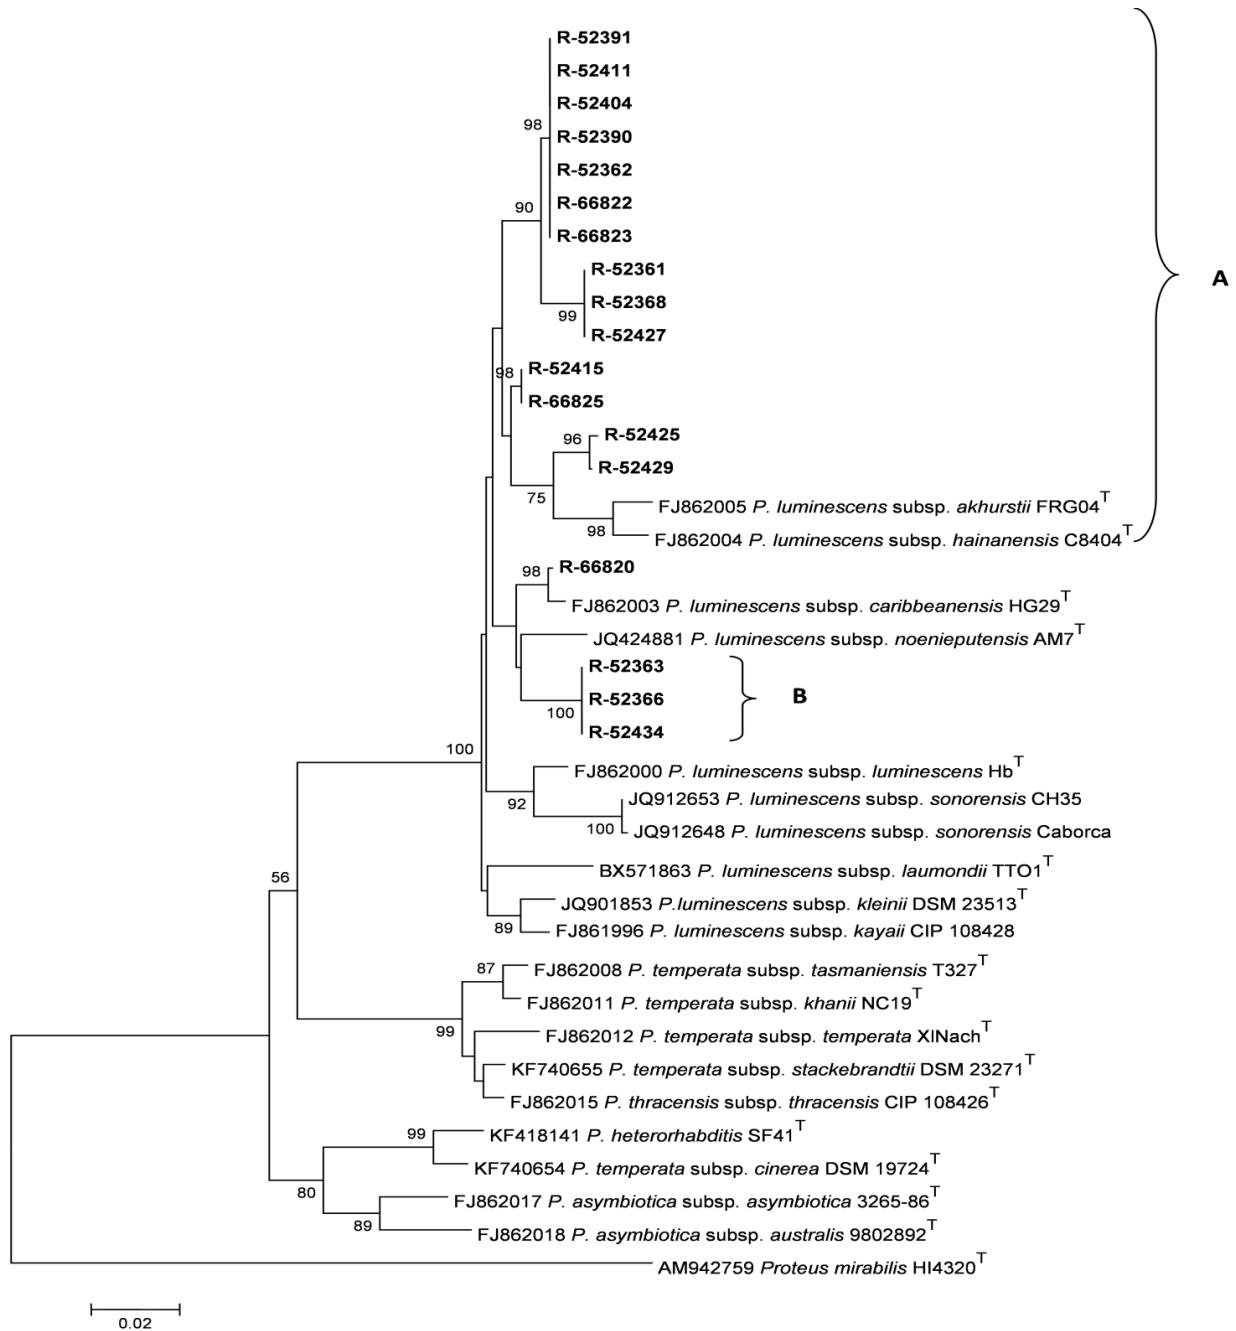 R-52391
R-52411
R-52404
98
R-52390
R-52362
R-66822
90
R-66823
R-52361
A
R-52368
99
R-52427
98
R-52415
R-66825
96
R-52425
R-52429
75
FJ862005 P. luminescens subsp. akhurstii FRG04T
98
FJ862004 P. luminescens subsp. hainanensis C8404T
98
R-66820
FJ862003 P. luminescens subsp. caribbeanensis HG29T
JQ424881 P. luminescens subsp. noenieputensis AM7T
R-52363
R-52366
B
100
R-52434
100
FJ862000 P. luminescens subsp. luminescens HbT
92
JQ912653 P. luminescens subsp. sonorensis CH35
100
JQ912648 P. luminescens subsp. sonorensis Caborca
BX571863 P. luminescens subsp. laumondii TTO1T
56
JQ901853 P.luminescens subsp. kleinii DSM 23513T
89
FJ861996 P. luminescens subsp. kayaii CIP 108428
87
FJ862008 P. temperata subsp. tasmaniensis T327T
FJ862011 P. temperata subsp. khanii NC19T
99
FJ862012 P. temperata subsp. temperata XlNachT
KF740655 P. temperata subsp. stackebrandtii DSM 23271T
FJ862015 P. thracensis subsp. thracensis CIP 108426T
99
KF418141 P. heterorhabditis SF41T
KF740654 P. temperata subsp. cinerea DSM 19724T
80
FJ862017 P. asymbiotica subsp. asymbiotica 3265-86T
89
FJ862018 P. asymbiotica subsp. australis 9802892T
AM942759 Proteus mirabilis HI4320T
0.02